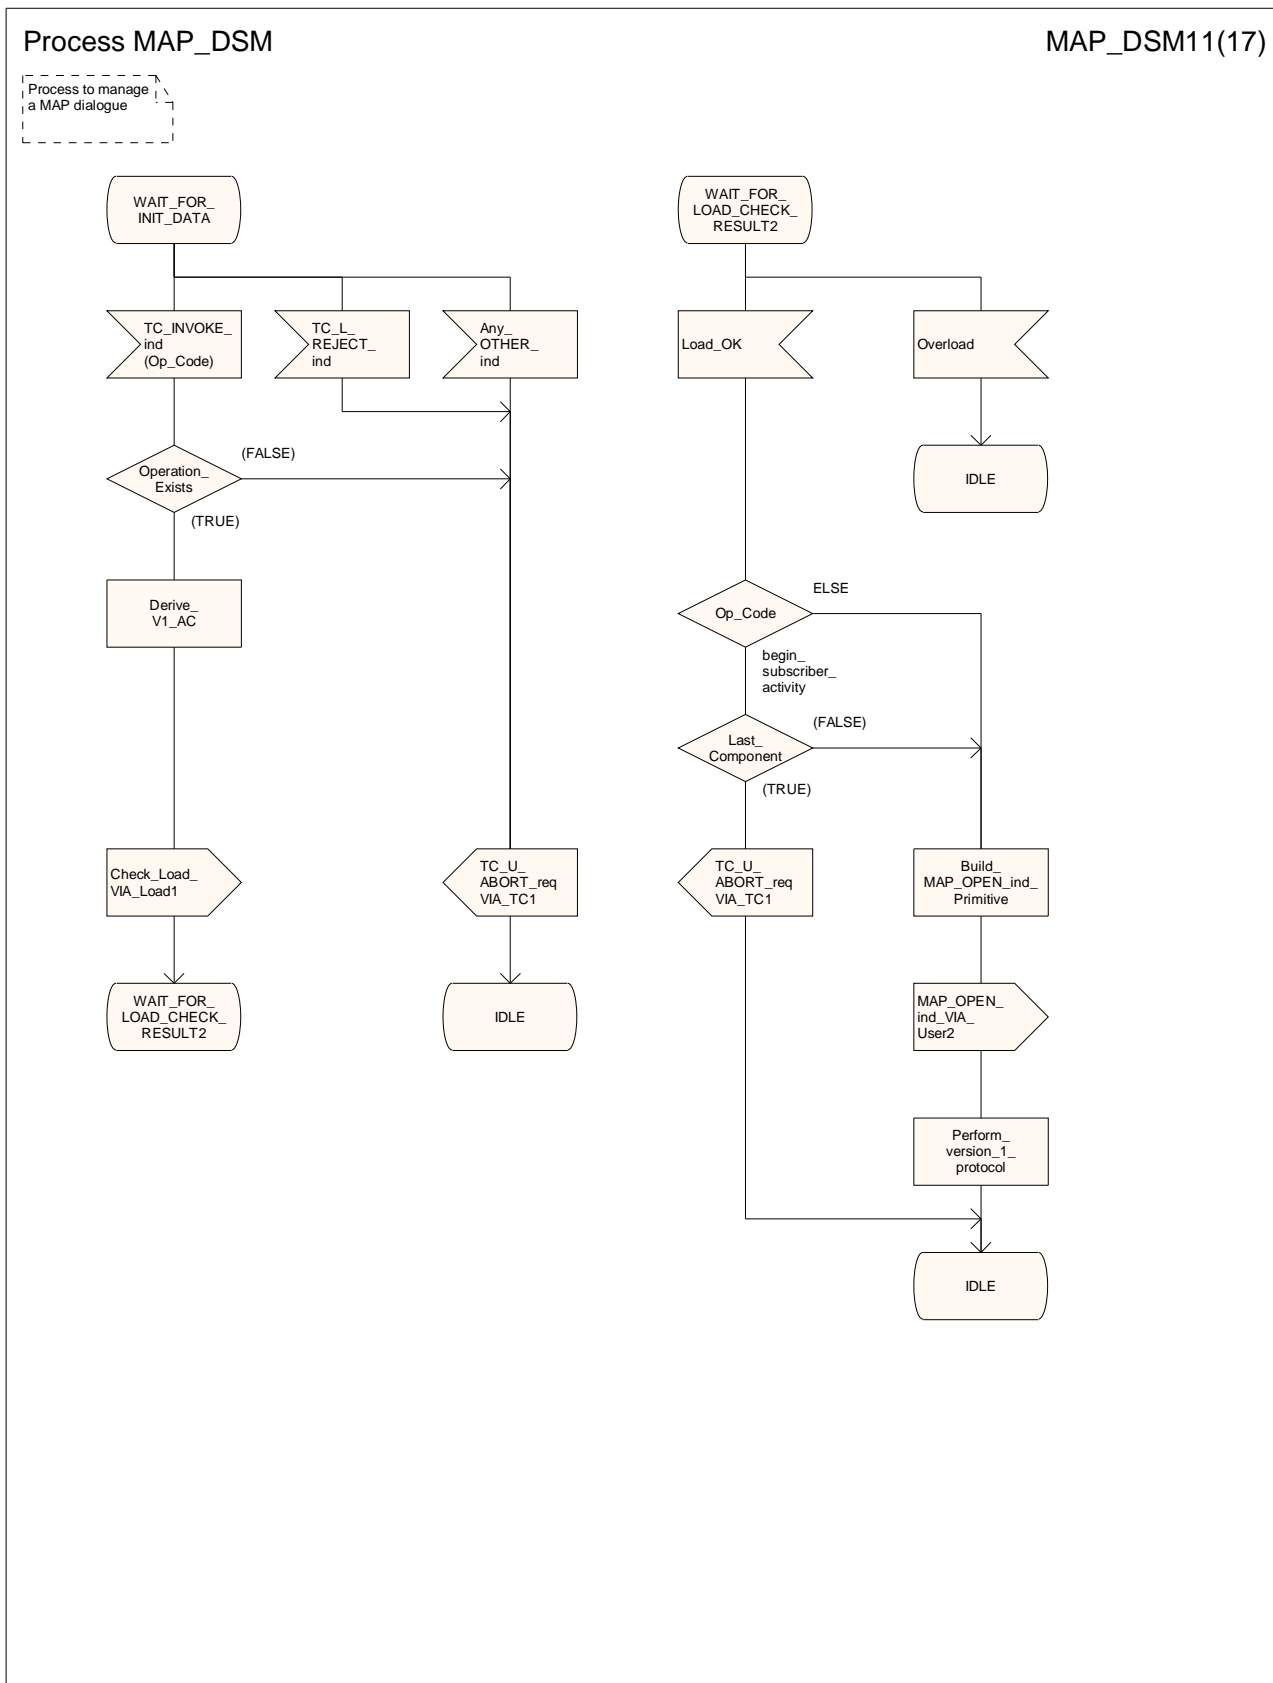 Process MAP_DSM
MAP_DSM11(17)
Process to manage
a MAP dialogue
WAIT_FOR_
INIT_DATA
TC_INVOKE_
ind
(Op_Code)
TC_L_
REJECT_
ind
Any_
OTHER_
ind
Operation_
Exists
(FALSE)
(TRUE)
Derive_
V1_AC
Check_Load_
VIA_Load1
TC_U_
ABORT_req
VIA_TC1
WAIT_FOR_
LOAD_CHECK_
RESULT2
IDLE
WAIT_FOR_
LOAD_CHECK_
RESULT2
Load_OK
Overload
IDLE
Op_Code
ELSE
begin_
subscriber_
activity
Last_
Component
(FALSE)
(TRUE)
TC_U_
ABORT_req
VIA_TC1
Build_
MAP_OPEN_ind_
Primitive
MAP_OPEN_
ind_VIA_
User2
Perform_
version_1_
protocol
IDLE